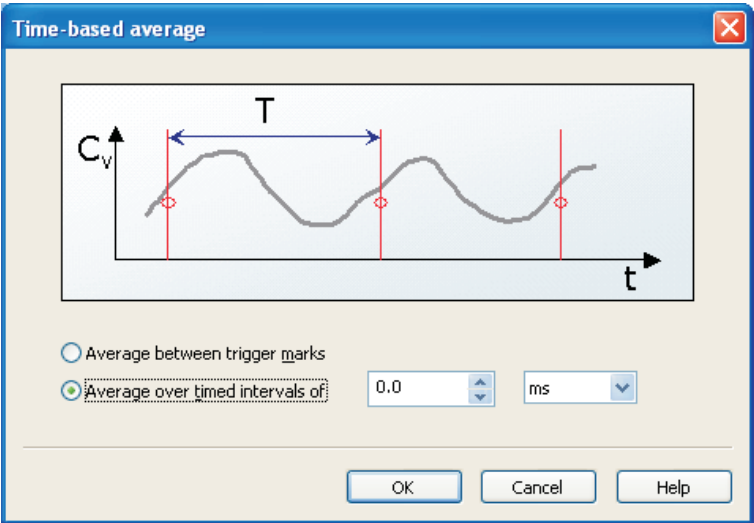 Time-based average
T
Cv
t
Average between trigger marks
Average over timed intervals of 0.0 ms
OK Cancel Help